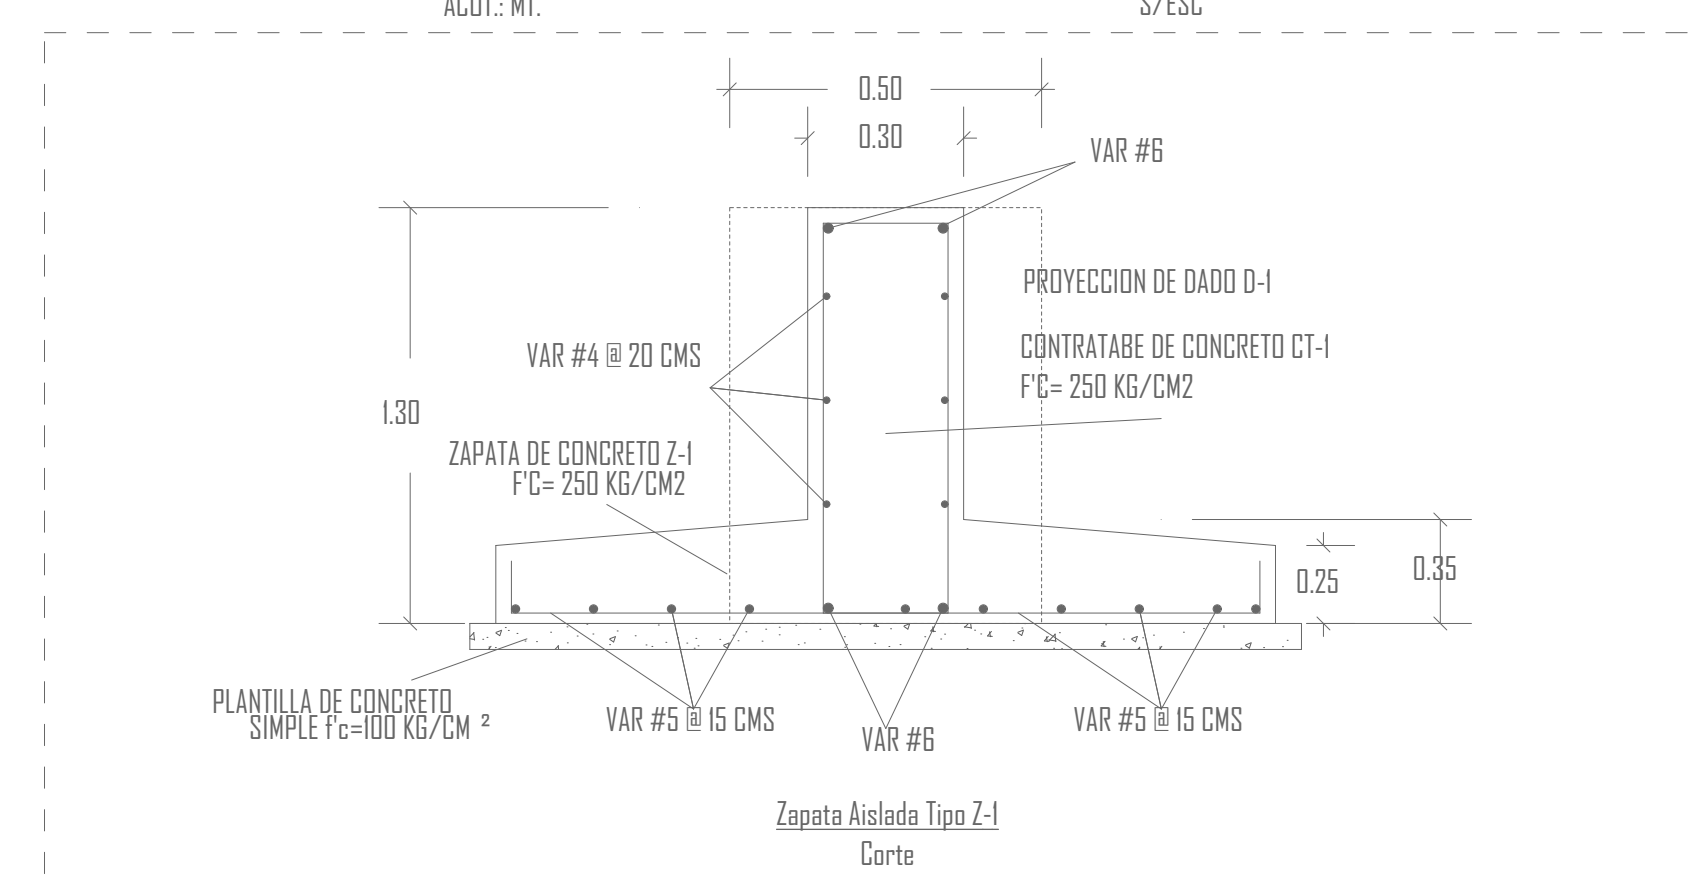 ACOT.: MT.
S/ESC
0.50
0.30
VAR #6
PROYECCION DE DADO D-1
VAR #4 @ 20 CMS
CONTRATABE DE CONCRETO CT-1
F'C= 250 KG/CM2
1.30
ZAPATA DE CONCRETO Z-1
F'C= 250 KG/CM2
0.25
0.35
PLANTILLA DE CONCRETO
SIMPLE f'c=100 KG/CM ²
VAR #5 @ 15 CMS
VAR #6
VAR #5 @ 15 CMS
Zapata Aislada Tipo Z-1
Corte